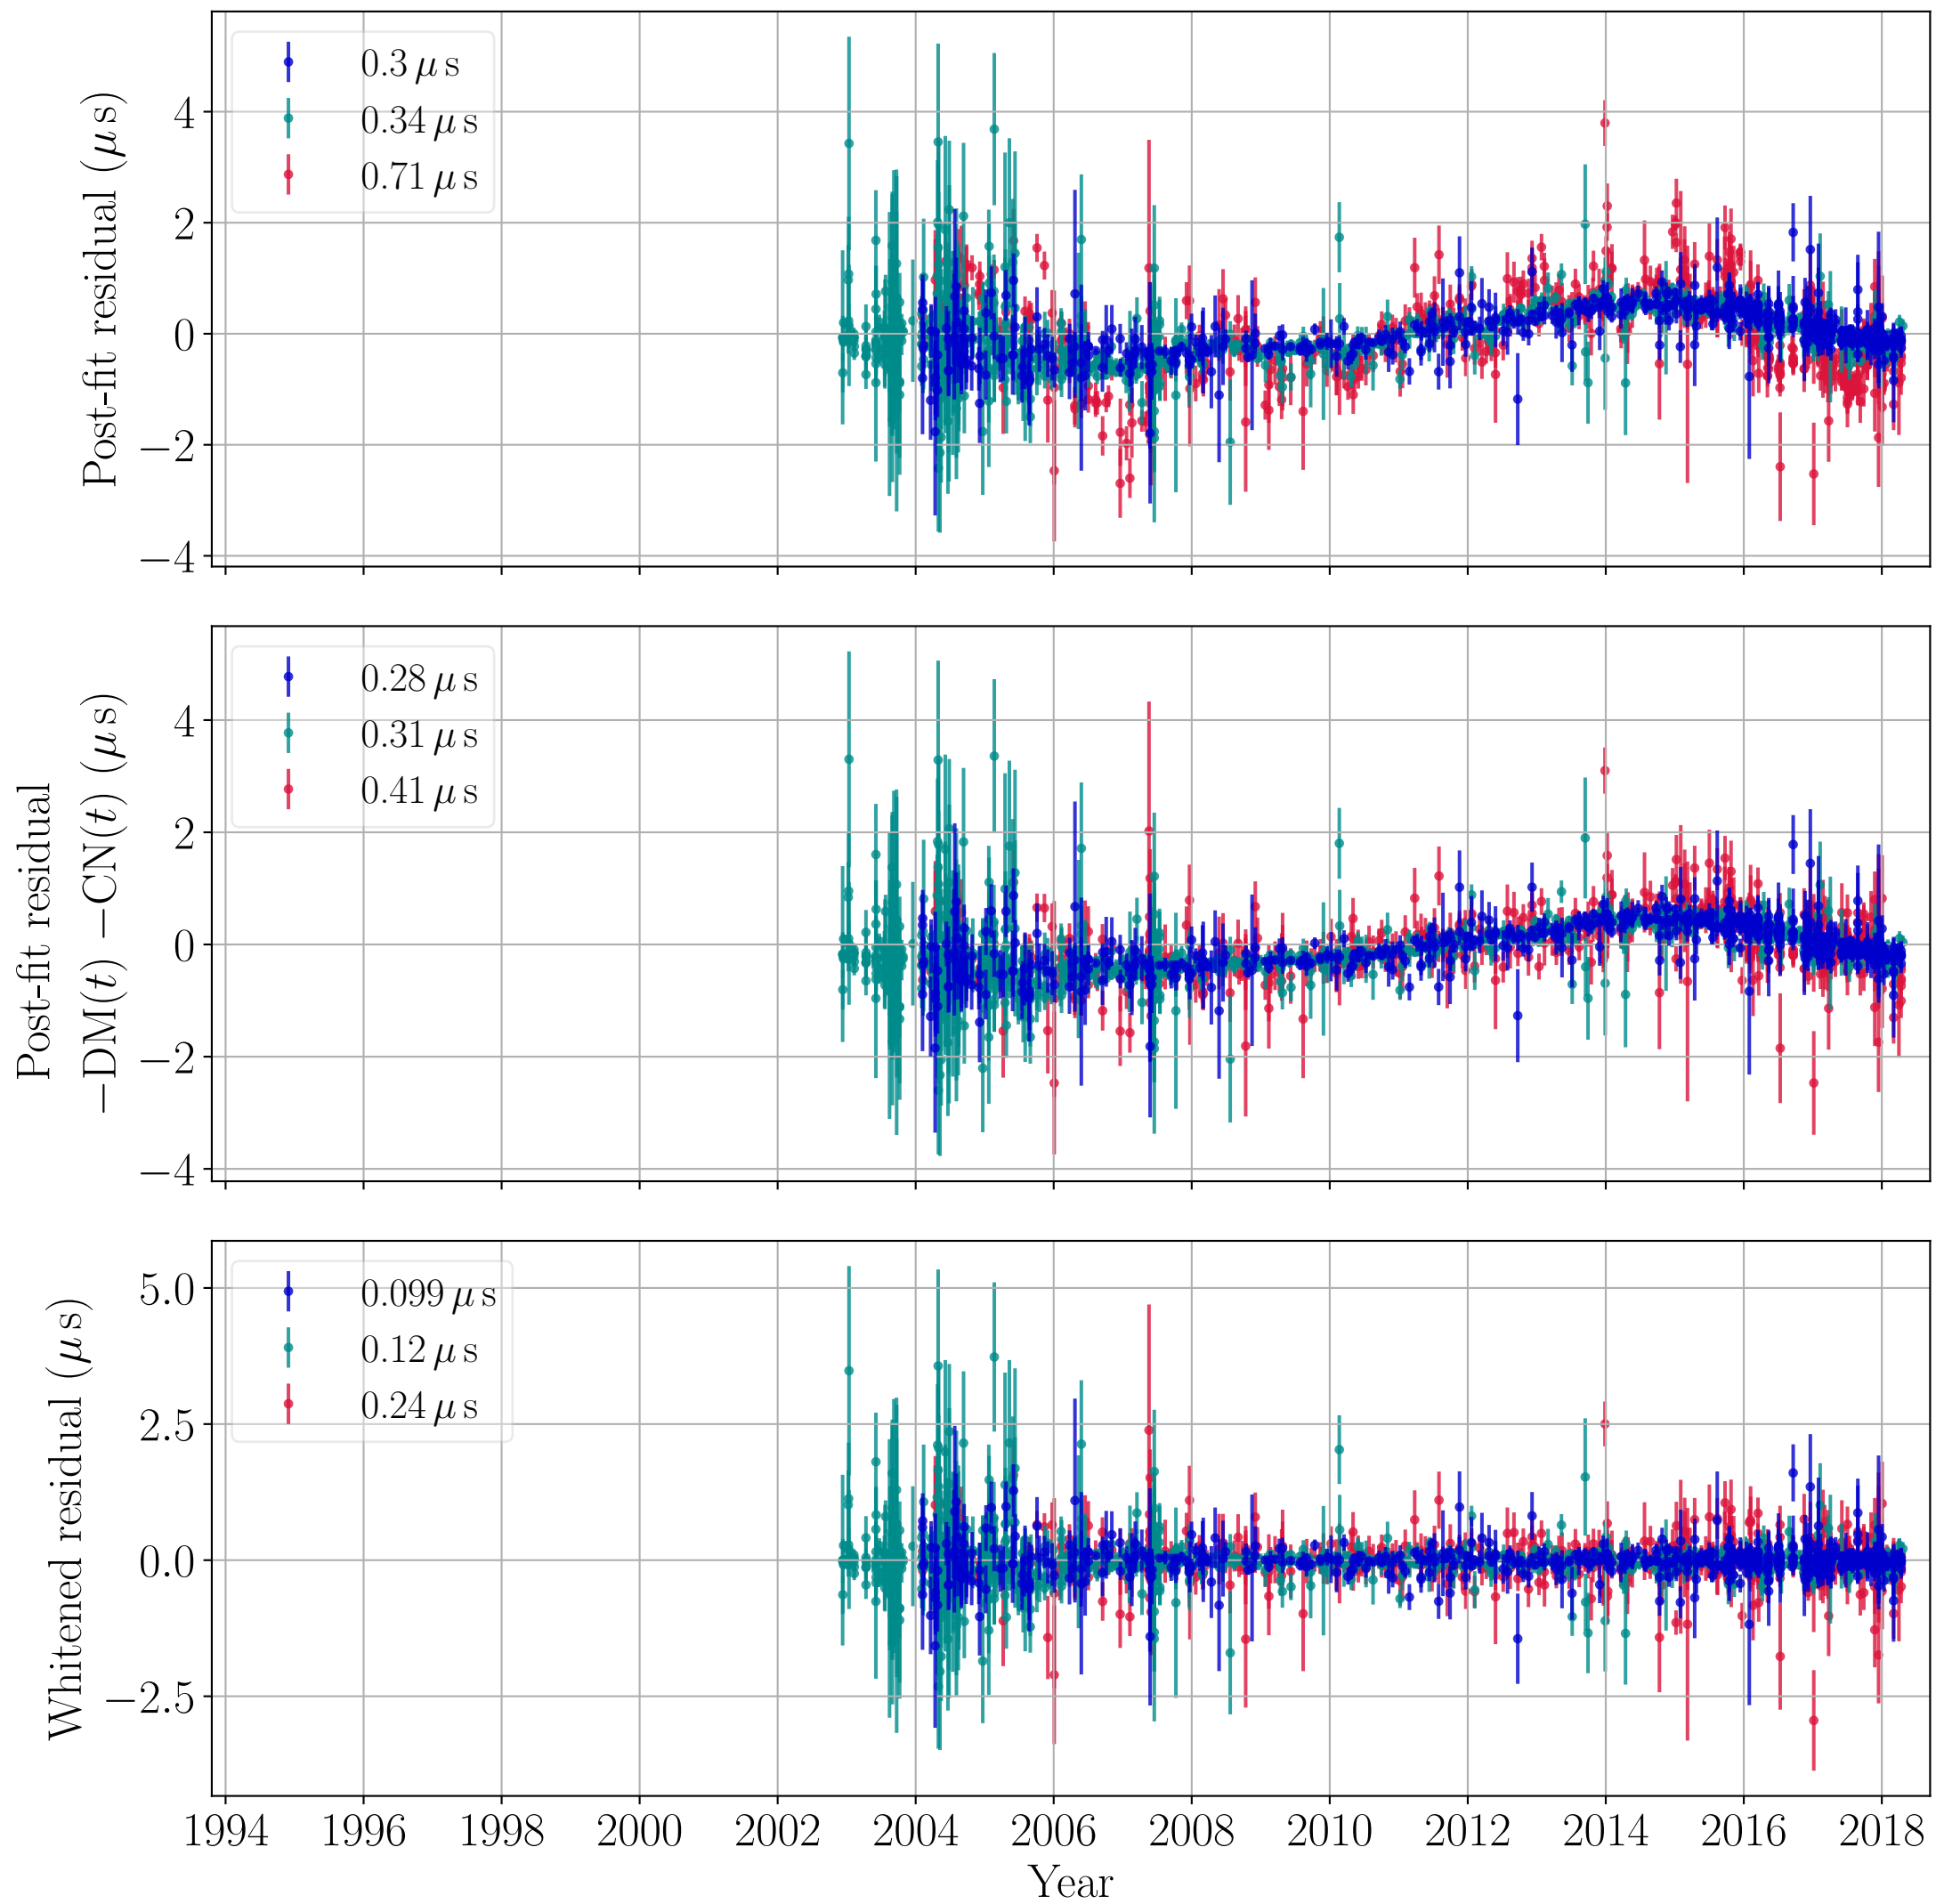 Post-fit residual (μs)
4
2
0
−2
−4
0.3 μs
0.34 μs
0.71 μs
Post-fit residual
−DM(t) −CN(t) (μs)
4
2
0
−2
−4
0.28 μs
0.31 μs
0.41 μs
Whitened residual (μs)
5.0
2.5
0.0
−2.5
0.099 μs
0.12 μs
0.24 μs
1994 1996 1998 2000 2002 2004 2006 2008 2010 2012 2014 2016 2018
Year